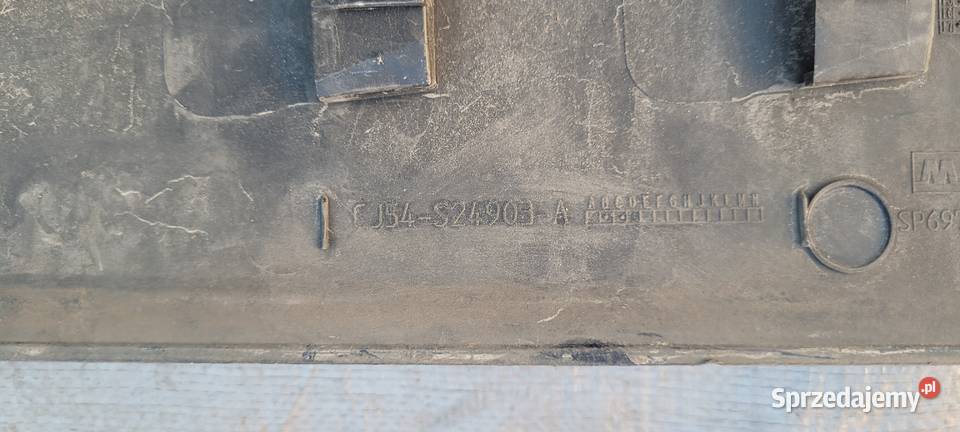 CJ54-S24903-A
ABCDEFGHJKLMN
SP69
Sprzedajemy.pl